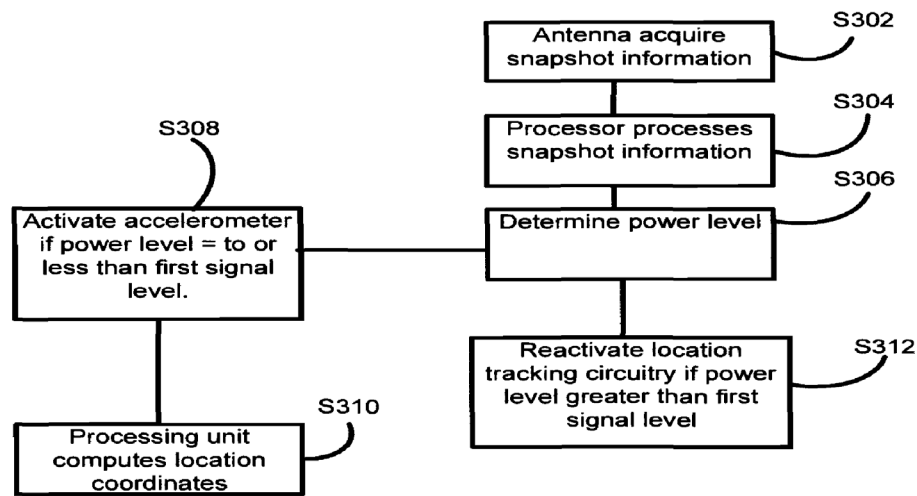 S302
Antenna acquire
snapshot information
S304
Processor processes
snapshot information
S306
Determine power level
S308
Activate accelerometer
if power level = to or
less than first signal
level.
S310
Processing unit
computes location
coordinates
S312
Reactivate location
tracking circuitry if power
level greater than first
signal level